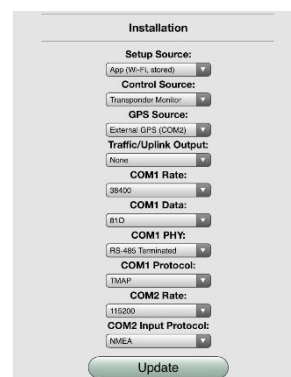 Installation
Setup Source:
App (Wi-Fi, stored)
Control Source:
Transponder Monitor
GPS Source:
External GPS (COM2)
Traffic/Uplink Output:
None
COM1 Rate:
38400
COM1 Data:
81O
COM1 PHY:
RS-485 Terminated
COM1 Protocol:
TMAP
COM2 Rate:
115200
COM2 Input Protocol:
NMEA
Update